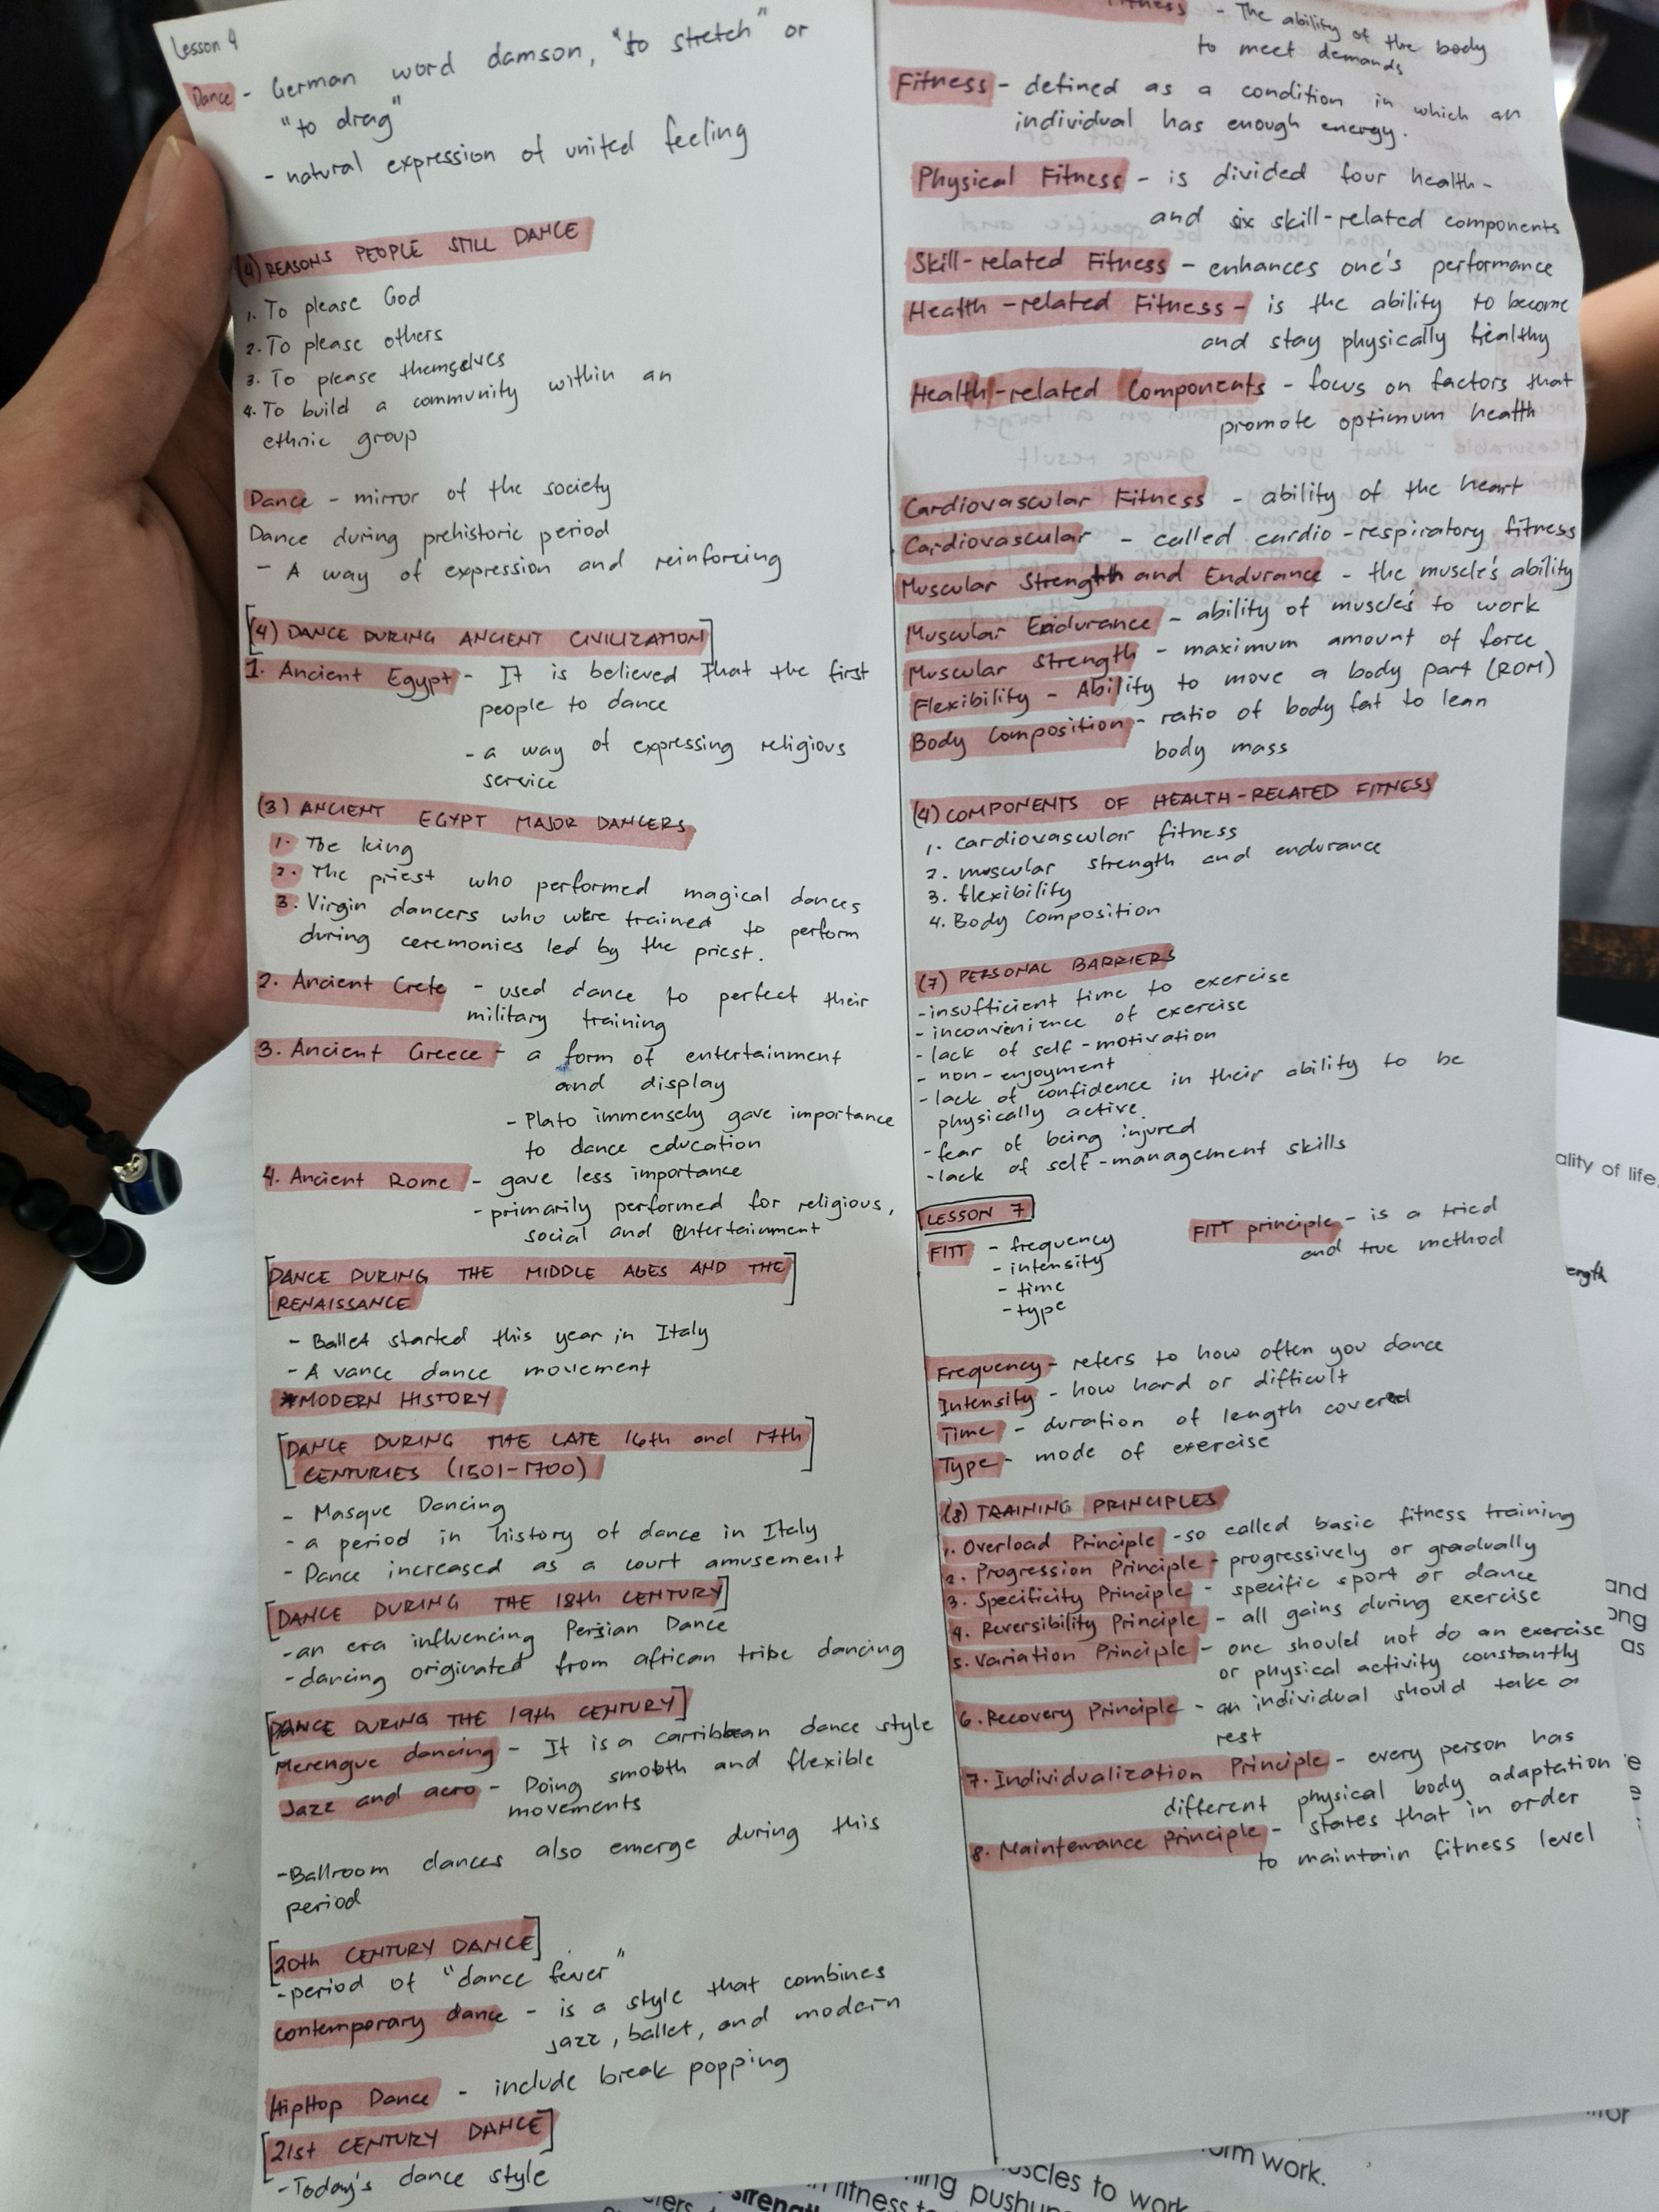 Lesson 4
Dance - German word damson, "to stretch" or
"to drag"
- natural expression of united feeling
(4) REASONS PEOPLE STILL DANCE
1. To please God
2. To please others
3. To please themselves
4. To build a community within an
ethnic group
Dance - mirror of the society
Dance during prehistoric period
- A way of expression and reinforcing
[(4) DANCE DURING ANCIENT CIVILIZATION]
1. Ancient Egypt - It is believed that the first
people to dance
- a way of expressing religious
service
(3) ANCIENT EGYPT MAJOR DANCERS
1. The king
2. The priest who performed magical dances
3. Virgin dancers who were trained to perform
during ceremonies led by the priest.
2. Ancient Crete - used dance to perfect their
military training
3. Ancient Greece - a form of entertainment
and display
- Plato immensely gave importance
to dance education
4. Ancient Rome - gave less importance
- primarily performed for religious,
social and entertainment
[DANCE DURING THE MIDDLE AGES AND THE
RENAISSANCE]
- Ballet started this year in Italy
- A vance dance movement
*MODERN HISTORY
[DANCE DURING THE LATE 16th and 17th
CENTURIES (1501-1700)]
- Masque Dancing
- a period in history of dance in Italy
- Dance increased as a court amusement
[DANCE DURING THE 18th CENTURY]
- an era influencing Persian Dance
- dancing originated from african tribe dancing
[DANCE DURING THE 19th CENTURY]
Merengue dancing - It is a carribbean dance style
Jazz and acro - Doing smooth and flexible
movements
- Ballroom dances also emerge during this
period
[20th CENTURY DANCE]
- period of "dance fever"
contemporary dance - is a style that combines
jazz, ballet, and modern
HipHop Dance - include break popping
[21st CENTURY DANCE]
- Today's dance style
Fitness - The ability of the body
to meet demands
Fitness - defined as a condition in which an
individual has enough energy.
Physical Fitness - is divided four health-
and six skill-related components
Skill-related Fitness - enhances one's performance
Health-related Fitness - is the ability to become
and stay physically healthy
Health-related Components - focus on factors that
promote optimum health
Cardiovascular Fitness - ability of the heart
Cardiovascular - called cardio-respiratory fitness
Muscular Strength and Endurance - the muscle's ability
Muscular Endurance - ability of muscle's to work
Muscular Strength - maximum amount of force
Flexibility - Ability to move a body part (ROM)
Body Composition - ratio of body fat to lean
body mass
(4) COMPONENTS OF HEALTH-RELATED FITNESS
1. cardiovascular fitness
2. muscular strength and endurance
3. flexibility
4. Body Composition
(7) PERSONAL BARRIERS
- insufficient time to exercise
- inconvenience of exercise
- lack of self-motivation
- non-enjoyment
- lack of confidence in their ability to be
physically active.
- fear of being injured
- lack of self-management skills
LESSON 7
FITT - frequency
- intensity
- time
- type
FITT principle - is a tried
and true method
Frequency - refers to how often you dance
Intensity - how hard or difficult
Time - duration of length covered
Type - mode of exercise
(8) TRAINING PRINCIPLES
1. Overload Principle - so called basic fitness training
2. Progression Principle - progressively or gradually
3. Specificity Principle - specific sport or dance
4. Reversibility Principle - all gains during exercise
5. Variation Principle - one should not do an exercise
or physical activity constantly
6. Recovery Principle - an individual should take a
rest
7. Individualization Principle - every person has
different physical body adaptation
8. Maintenance Principle - states that in order
to maintain fitness level
ality of life.
and
as
form work.